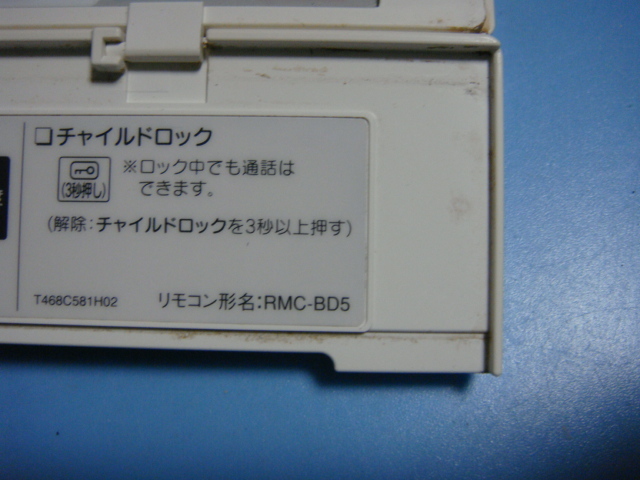 ❏チャイルドロック
(3秒押し)
※ロック中でも通話は
できます。
(解除:チャイルドロックを3秒以上押す)
T468C581H02 リモコン形名:RMC-BD5